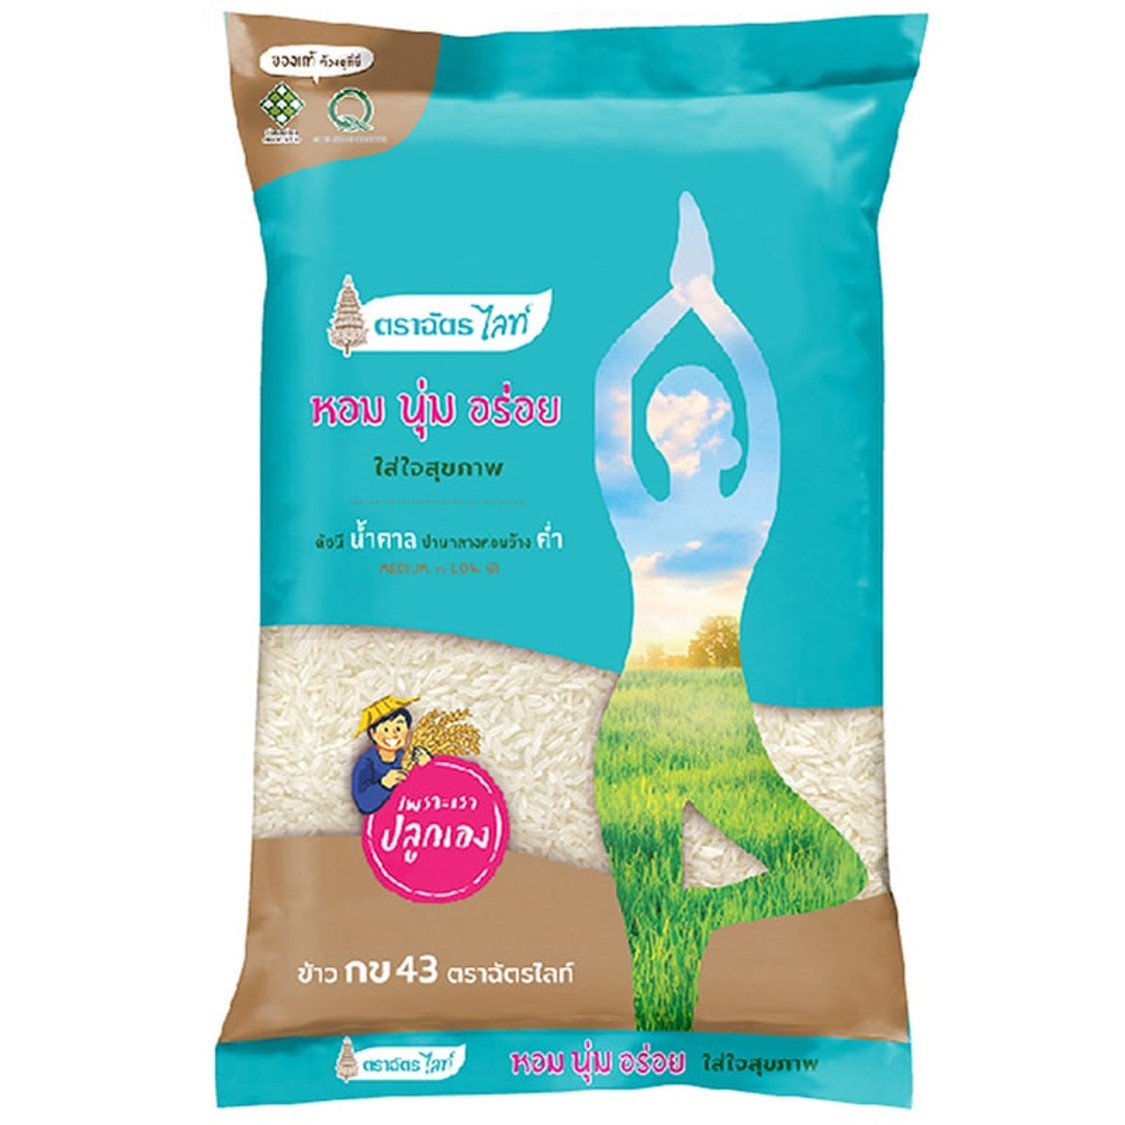 ของแท้ ต้องดูที่นี่
ตราฉัตร ไลท์
หอม นุ่ม อร่อย
ใส่ใจสุขภาพ
ดัชนี น้ำตาล ปานกลางค่อนข้าง ต่ำ
MEDIUM to LOW GI
เพราะเรา
ปลูกเอง
ข้าว กข 43 ตราฉัตรไลท์
ตราฉัตร ไลท์ หอม นุ่ม อร่อย ใส่ใจสุขภาพ